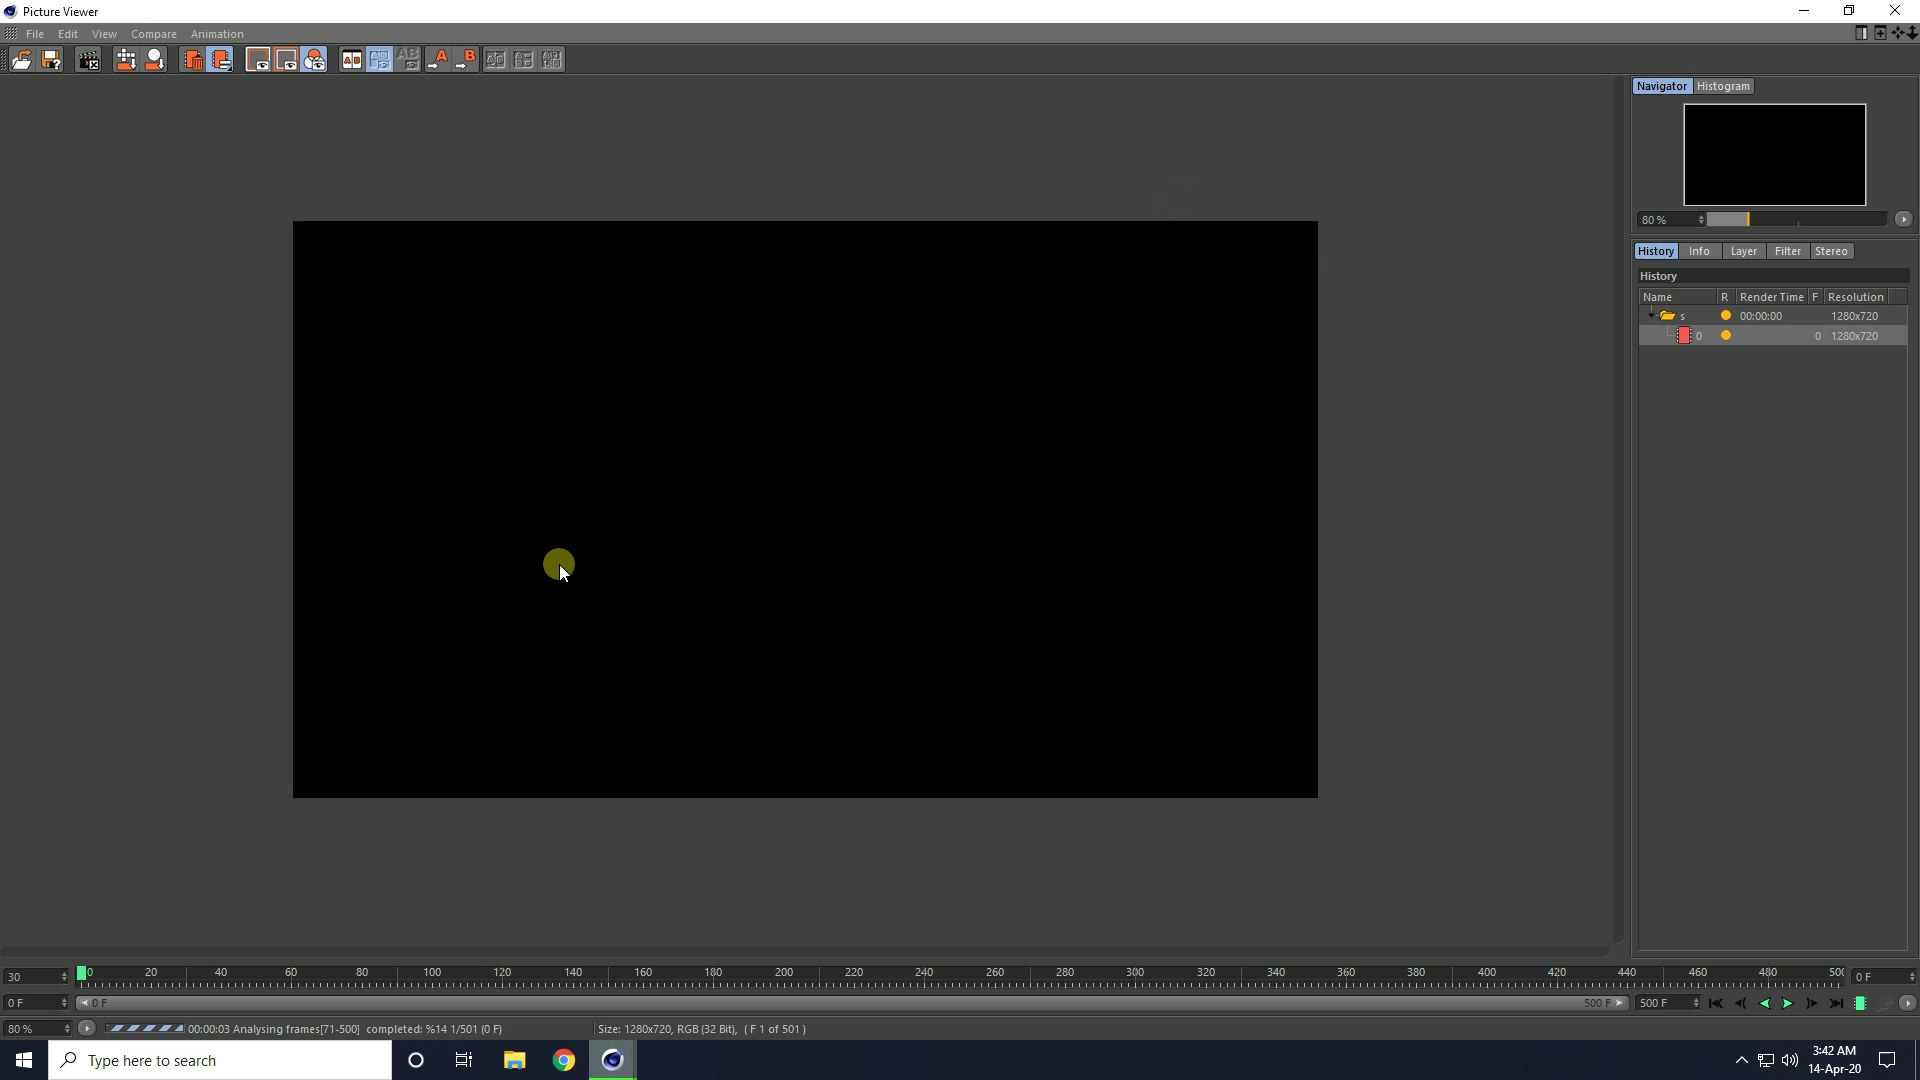 Picture Viewer
File Edit View Compare Animation
Navigator Histogram
80 %
History Info Layer Filter Stereo
History
Name R Render Time F Resolution
s 00:00:00 1280x720
0 0 1280x720
30 0 20 40 60 80 100 120 140 160 180 200 220 240 260 280 300 320 340 360 380 400 420 440 460 480 500 0 F
0 F 0 F 500 F 500 F
80 % 00:00:03 Analysing frames[71-500] completed: %14 1/501 (0 F) Size: 1280x720, RGB (32 Bit), ( F 1 of 501 )
Type here to search
3:42 AM
14-Apr-20